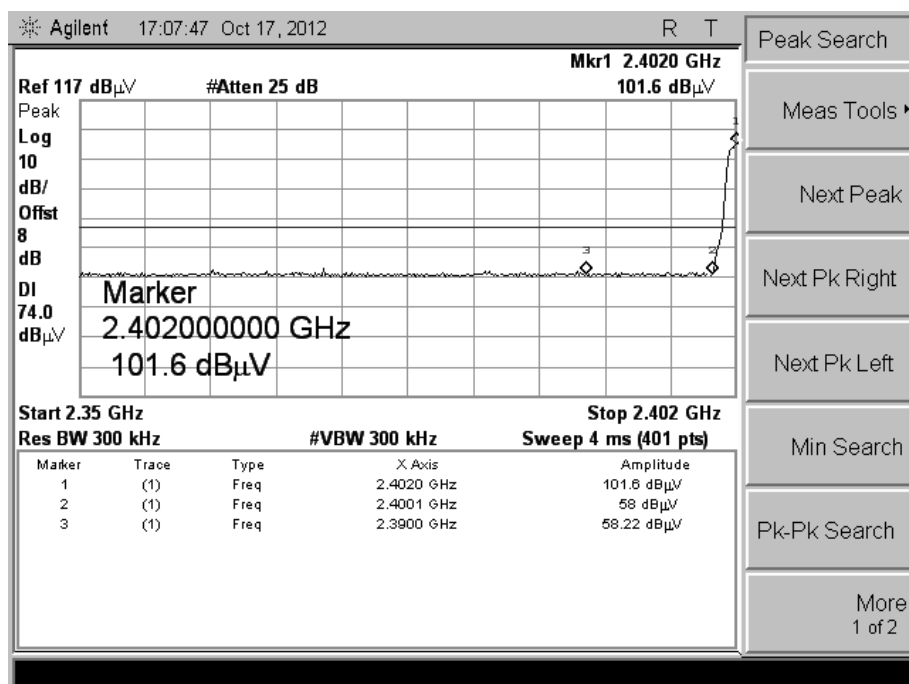 Agilent 17:07:47 Oct 17, 2012 R T
Mkr1 2.4020 GHz
Ref 117 dBµV #Atten 25 dB 101.6 dBµV
Peak
Log
10
dB/
Offst
8
dB
DI
74.0
dBµV
1
3
2
Marker
2.402000000 GHz
101.6 dBµV
Start 2.35 GHz Stop 2.402 GHz
Res BW 300 kHz #VBW 300 kHz Sweep 4 ms (401 pts)
Marker Trace Type X Axis Amplitude
1 (1) Freq 2.4020 GHz 101.6 dBµV
2 (1) Freq 2.4001 GHz 58 dBµV
3 (1) Freq 2.3900 GHz 58.22 dBµV
Peak Search
Meas Tools
Next Peak
Next Pk Right
Next Pk Left
Min Search
Pk-Pk Search
More
1 of 2